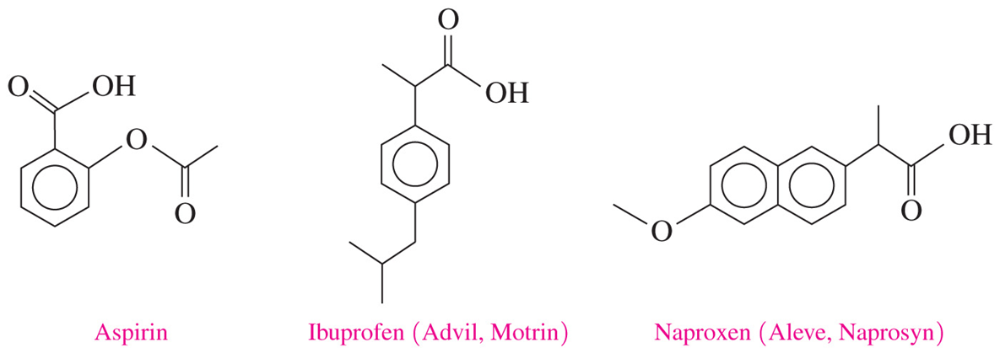 O OH O O
O OH
OH O O
Aspirin
Ibuprofen (Advil, Motrin)
Naproxen (Aleve, Naprosyn)